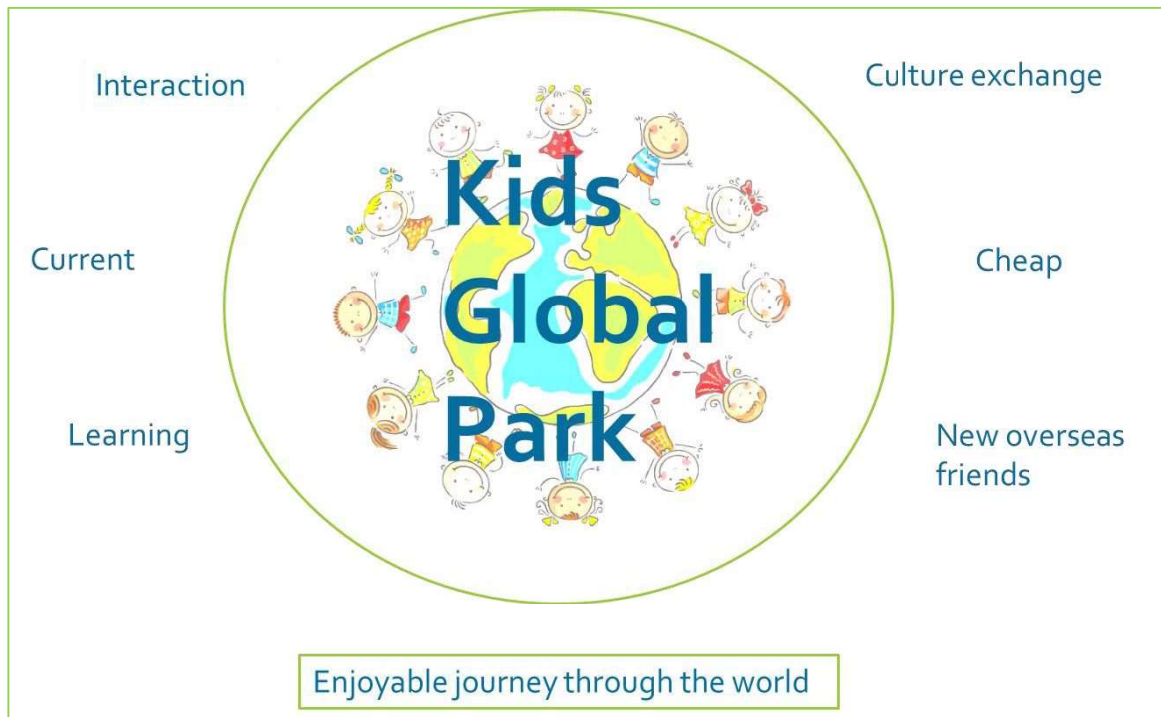 Interaction
Culture exchange
Kids
Global
Park
Current
Cheap
Learning
New overseas
friends
Enjoyable journey through the world